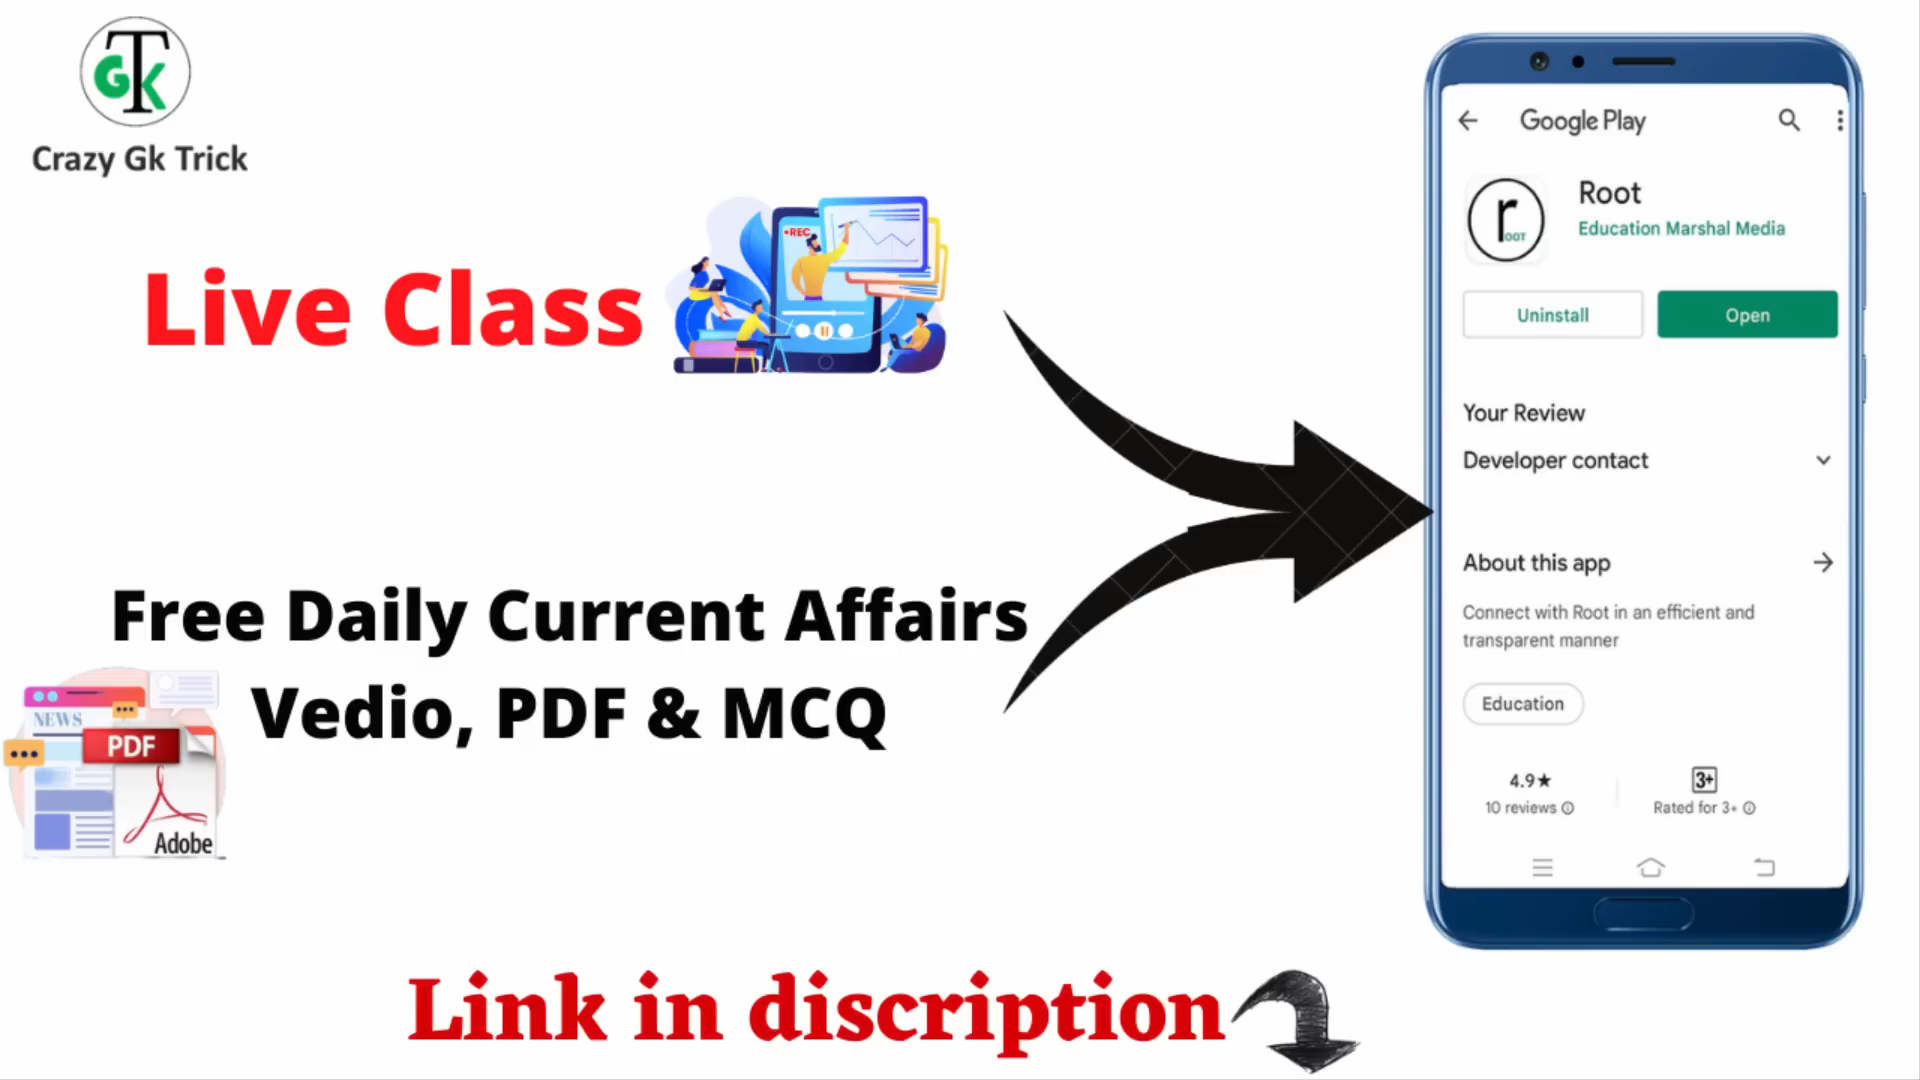 GTK
Crazy Gk Trick
Live Class
REC
Free Daily Current Affairs
Vedio, PDF & MCQ
NEWS
PDF
Adobe
Link in discription
Google Play
rOOT
Root
Education Marshal Media
Uninstall
Open
Your Review
Developer contact
About this app
Connect with Root in an efficient and
transparent manner
Education
4.9★
10 reviews
3+
Rated for 3+